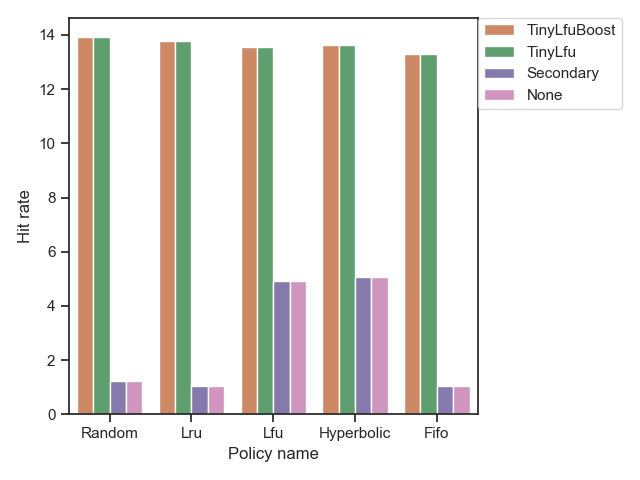 TinyLfuBoost
TinyLfu
Secondary
None
14
12
10
8
6
4
2
0
Hit rate
Random Lru Lfu Hyperbolic Fifo
Policy name